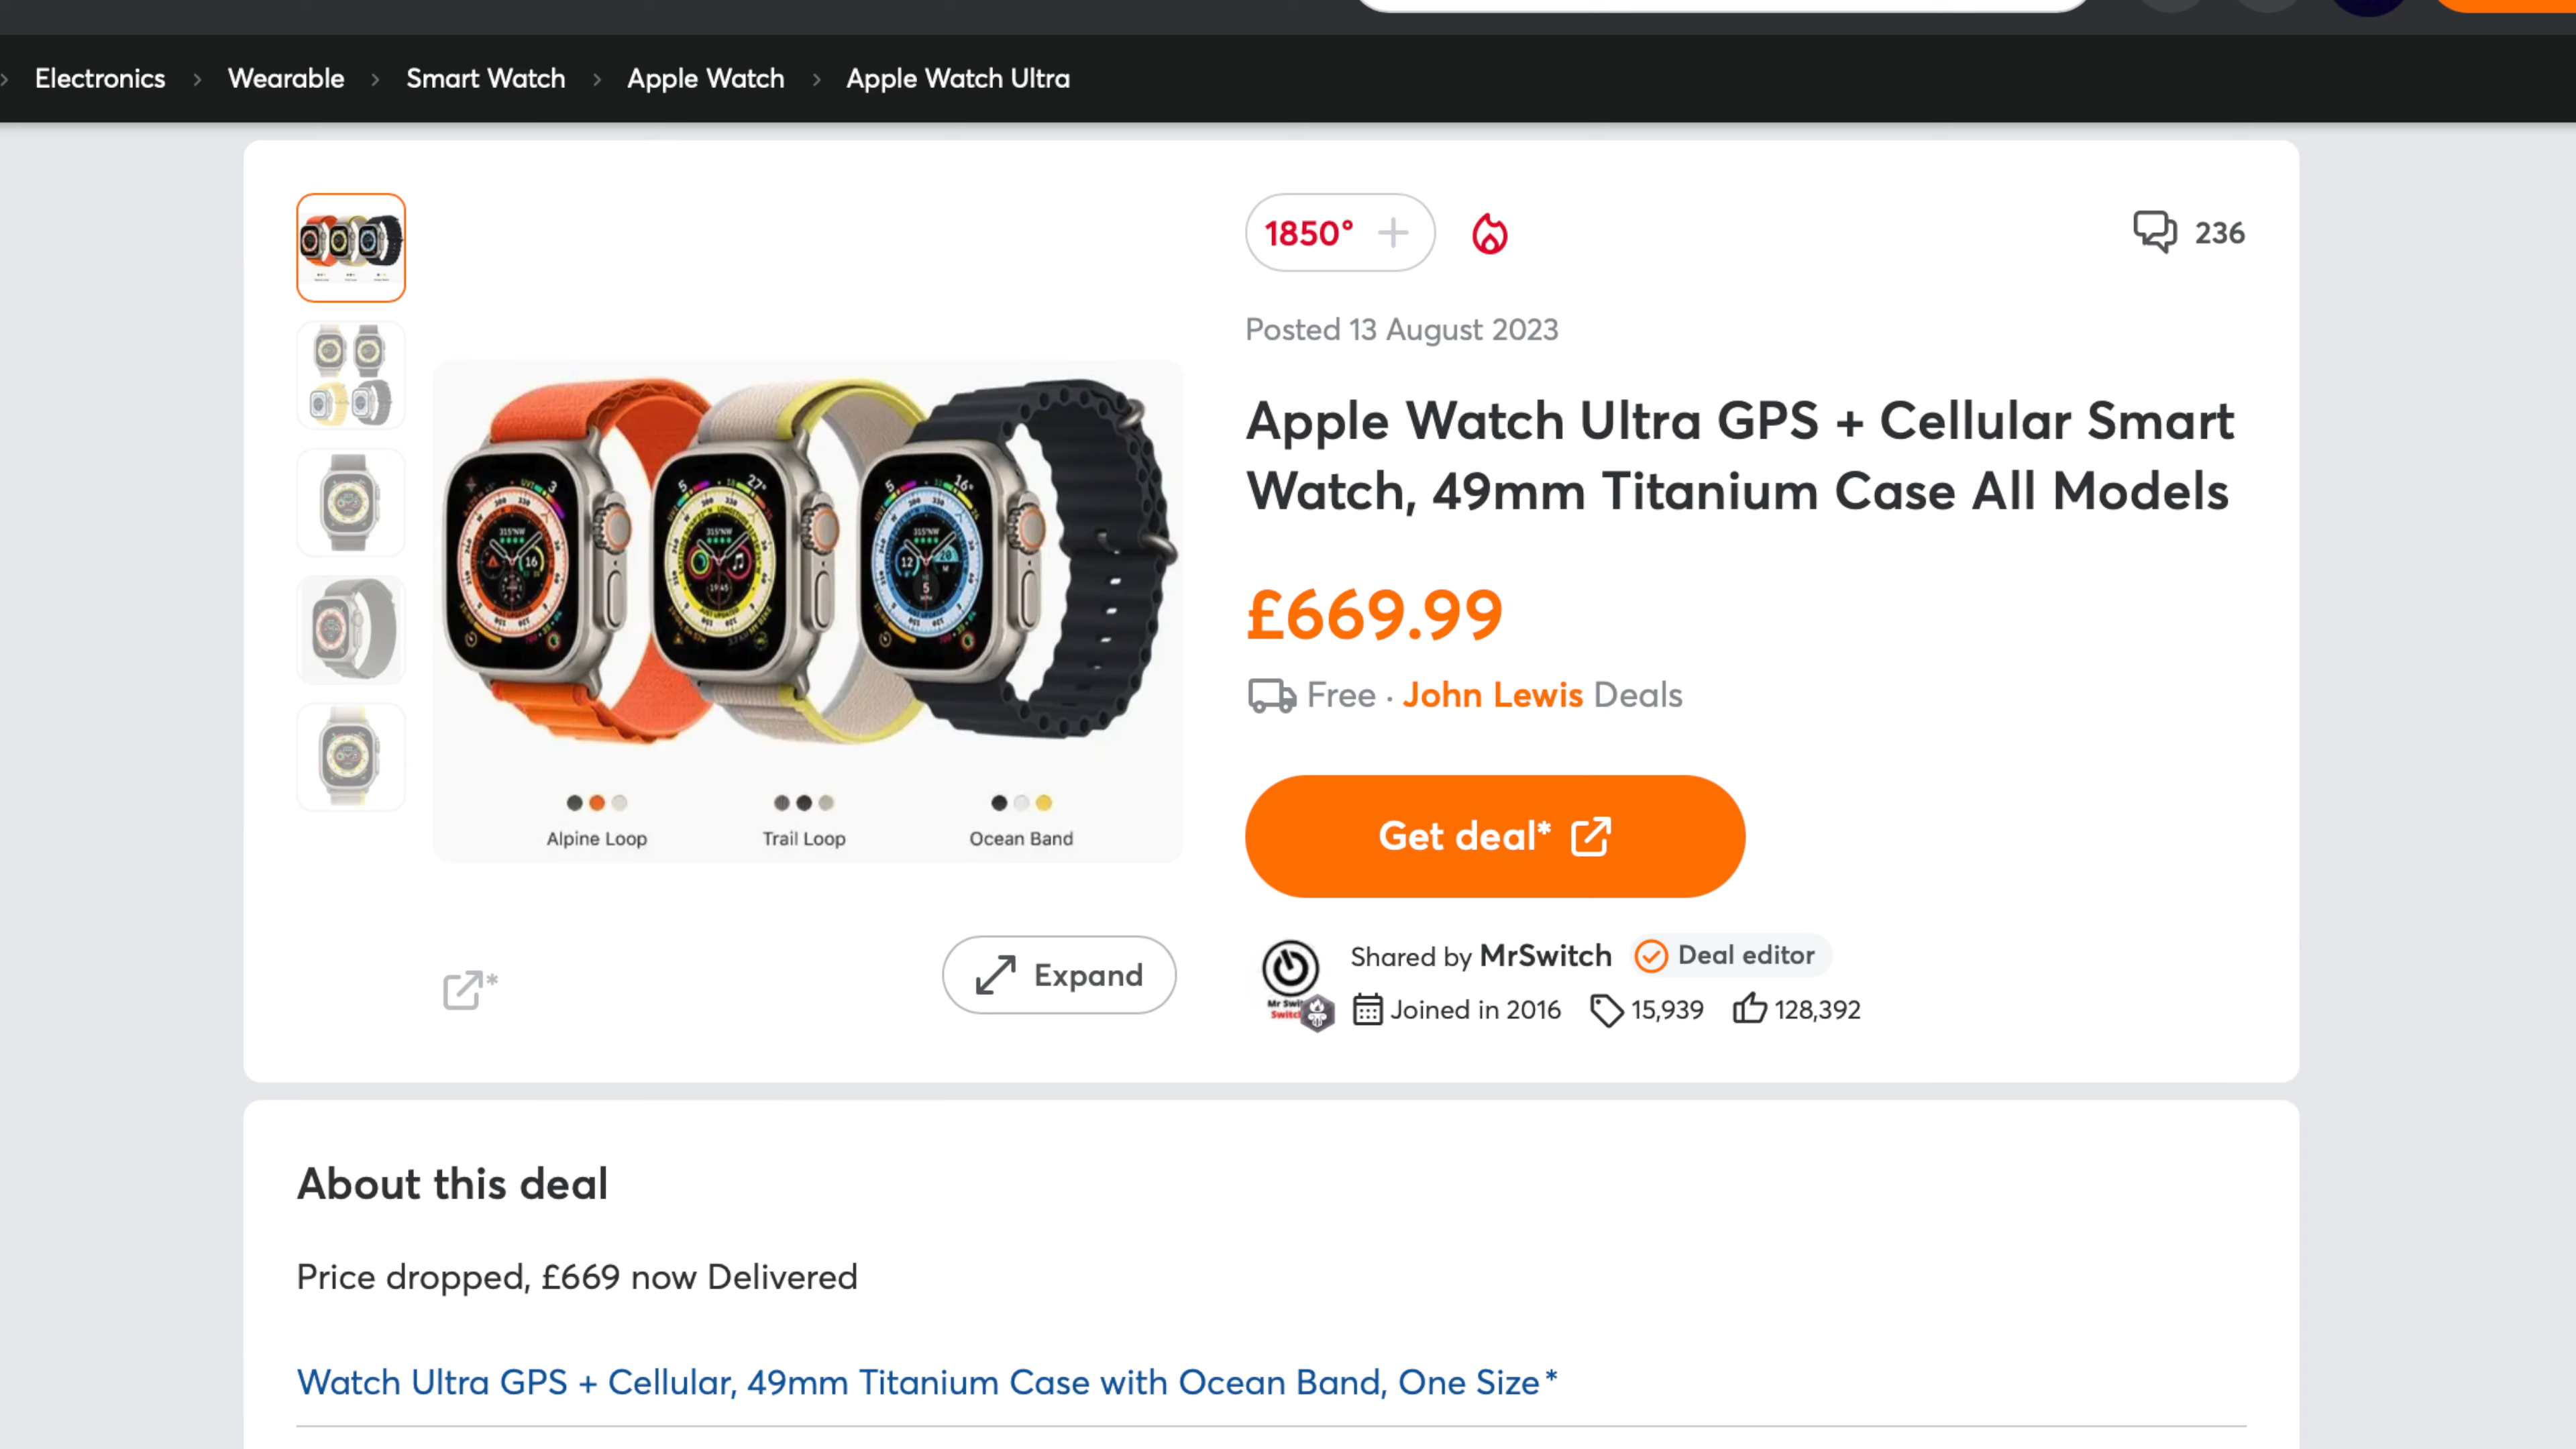 Electronics > Wearable > Smart Watch > Apple Watch > Apple Watch Ultra
1850°
236
Posted 13 August 2023
Apple Watch Ultra GPS + Cellular Smart
Watch, 49mm Titanium Case All Models
£669.99
Free · John Lewis Deals
Get deal*
Alpine Loop
Trail Loop
Ocean Band
*
Expand
Shared by MrSwitch Deal editor
Joined in 2016 15,939 128,392
About this deal
Price dropped, £669 now Delivered
Watch Ultra GPS + Cellular, 49mm Titanium Case with Ocean Band, One Size*